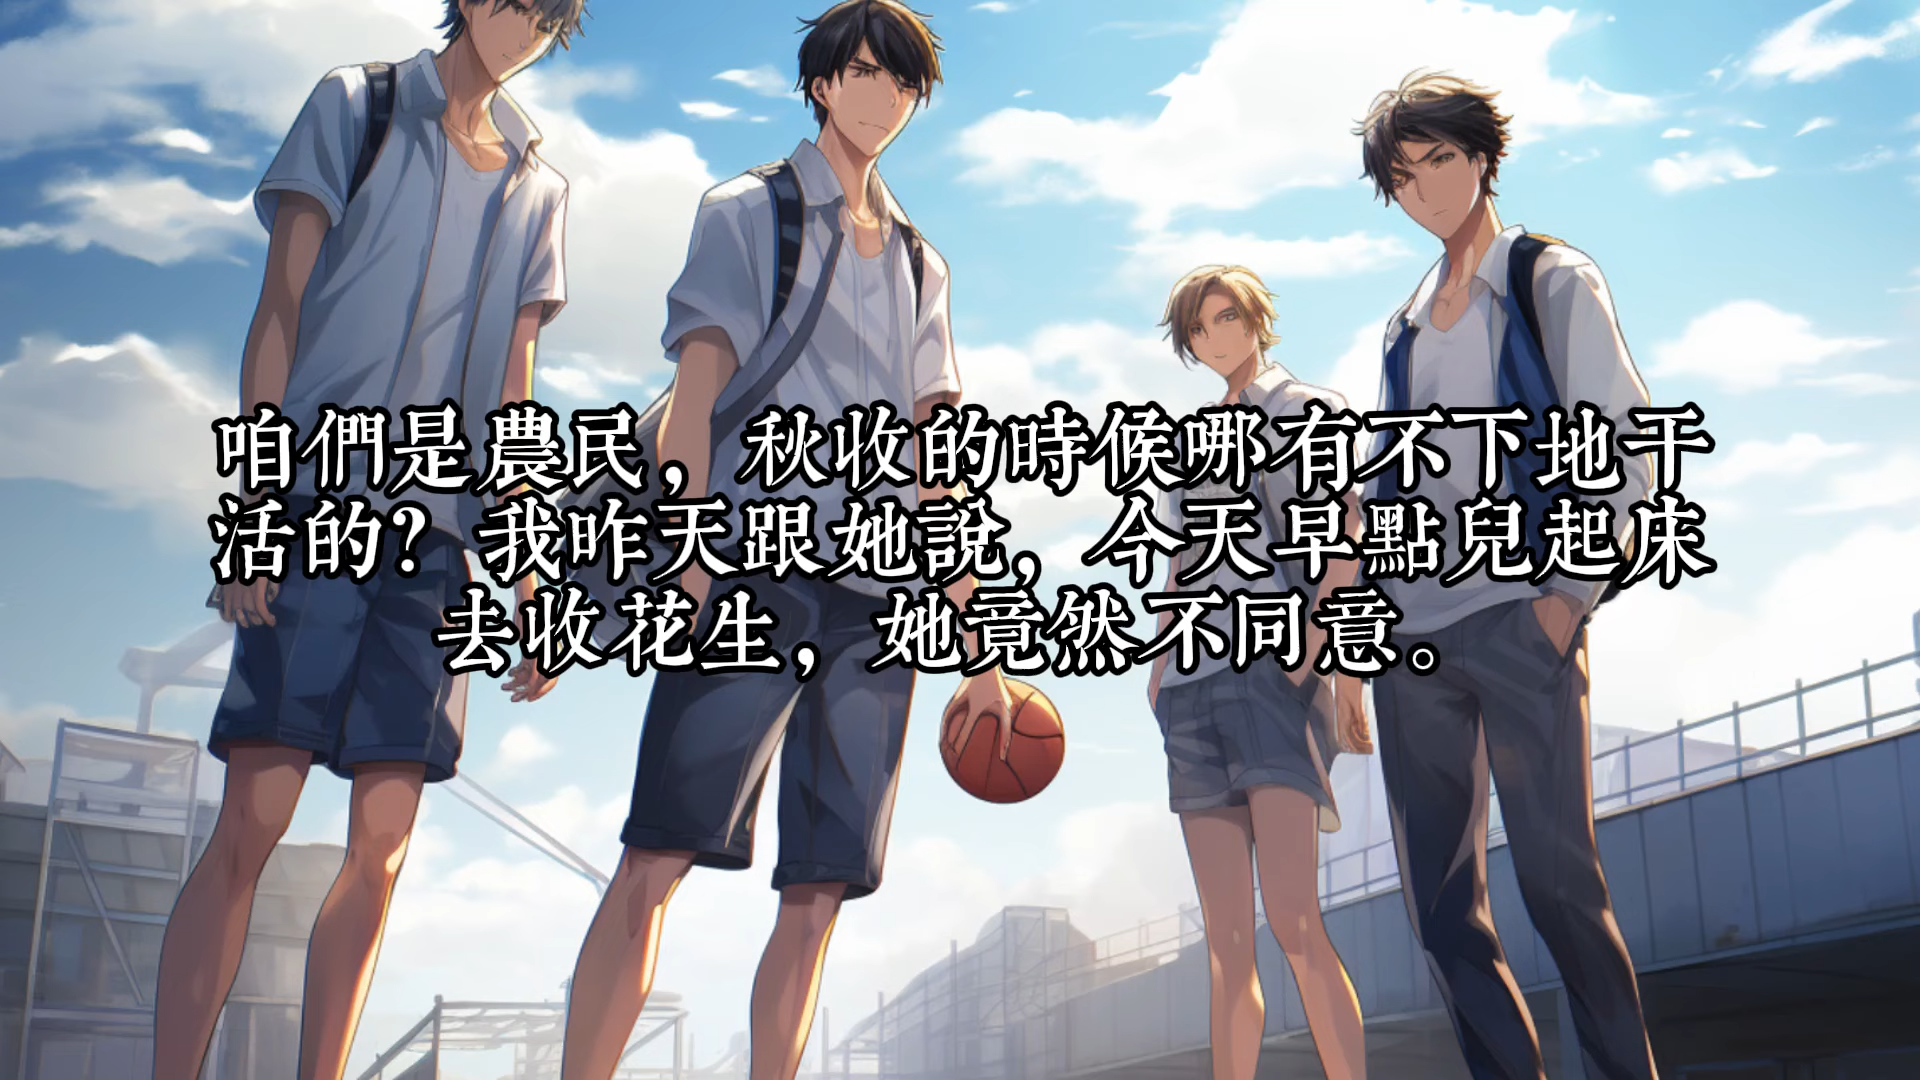 咱們是農民，秋收的時候哪有不下地干
活的？我昨天跟她說，今天早點兒起床
去收花生，她竟然不同意。